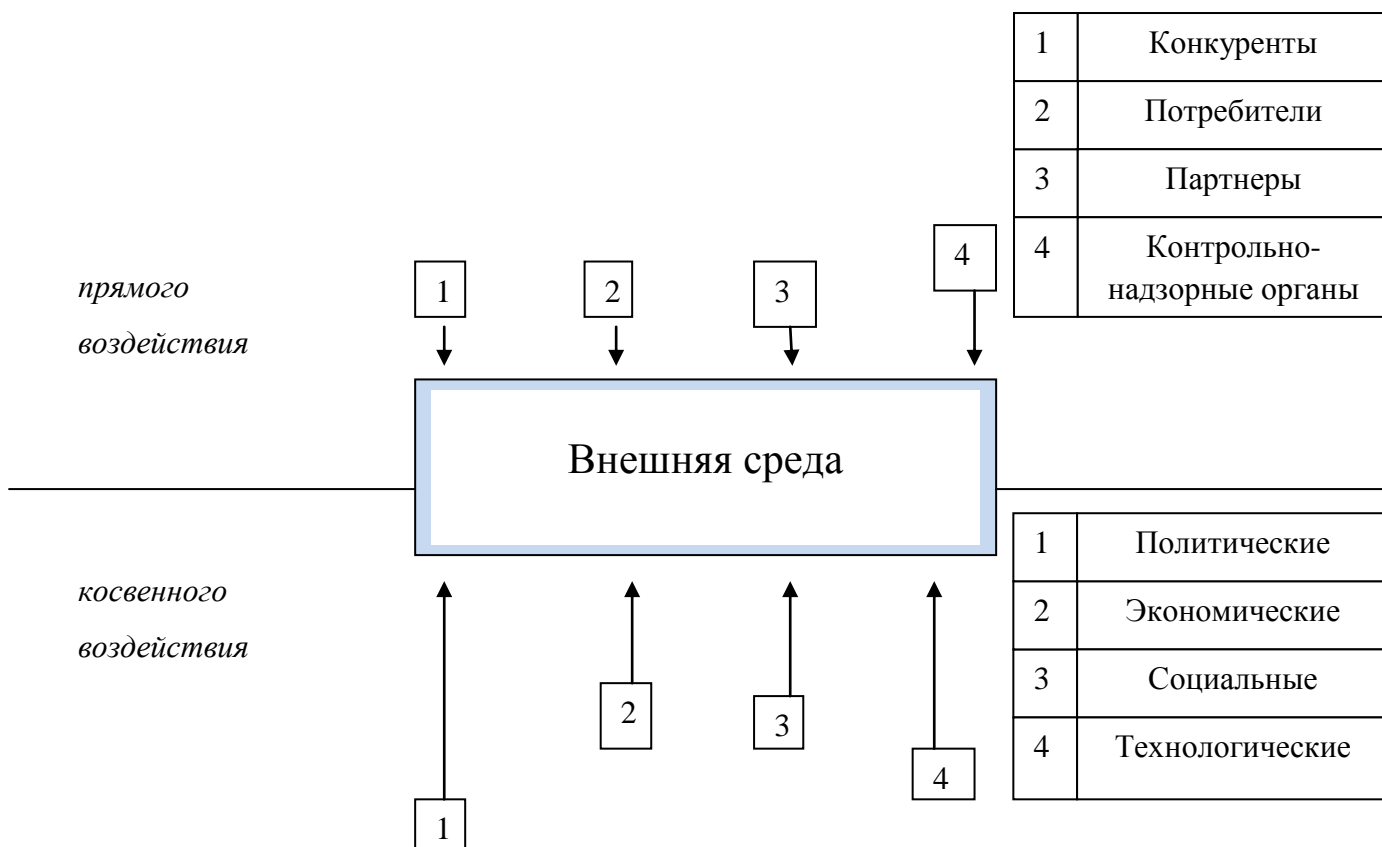 1 Конкуренты
2 Потребители
3 Партнеры
4 Контрольно-
надзорные органы
прямого
воздействия
1 2 3 4
Внешняя среда
косвенного
воздействия
1 Политические
2 Экономические
3 Социальные
4 Технологические
2 3 4
1